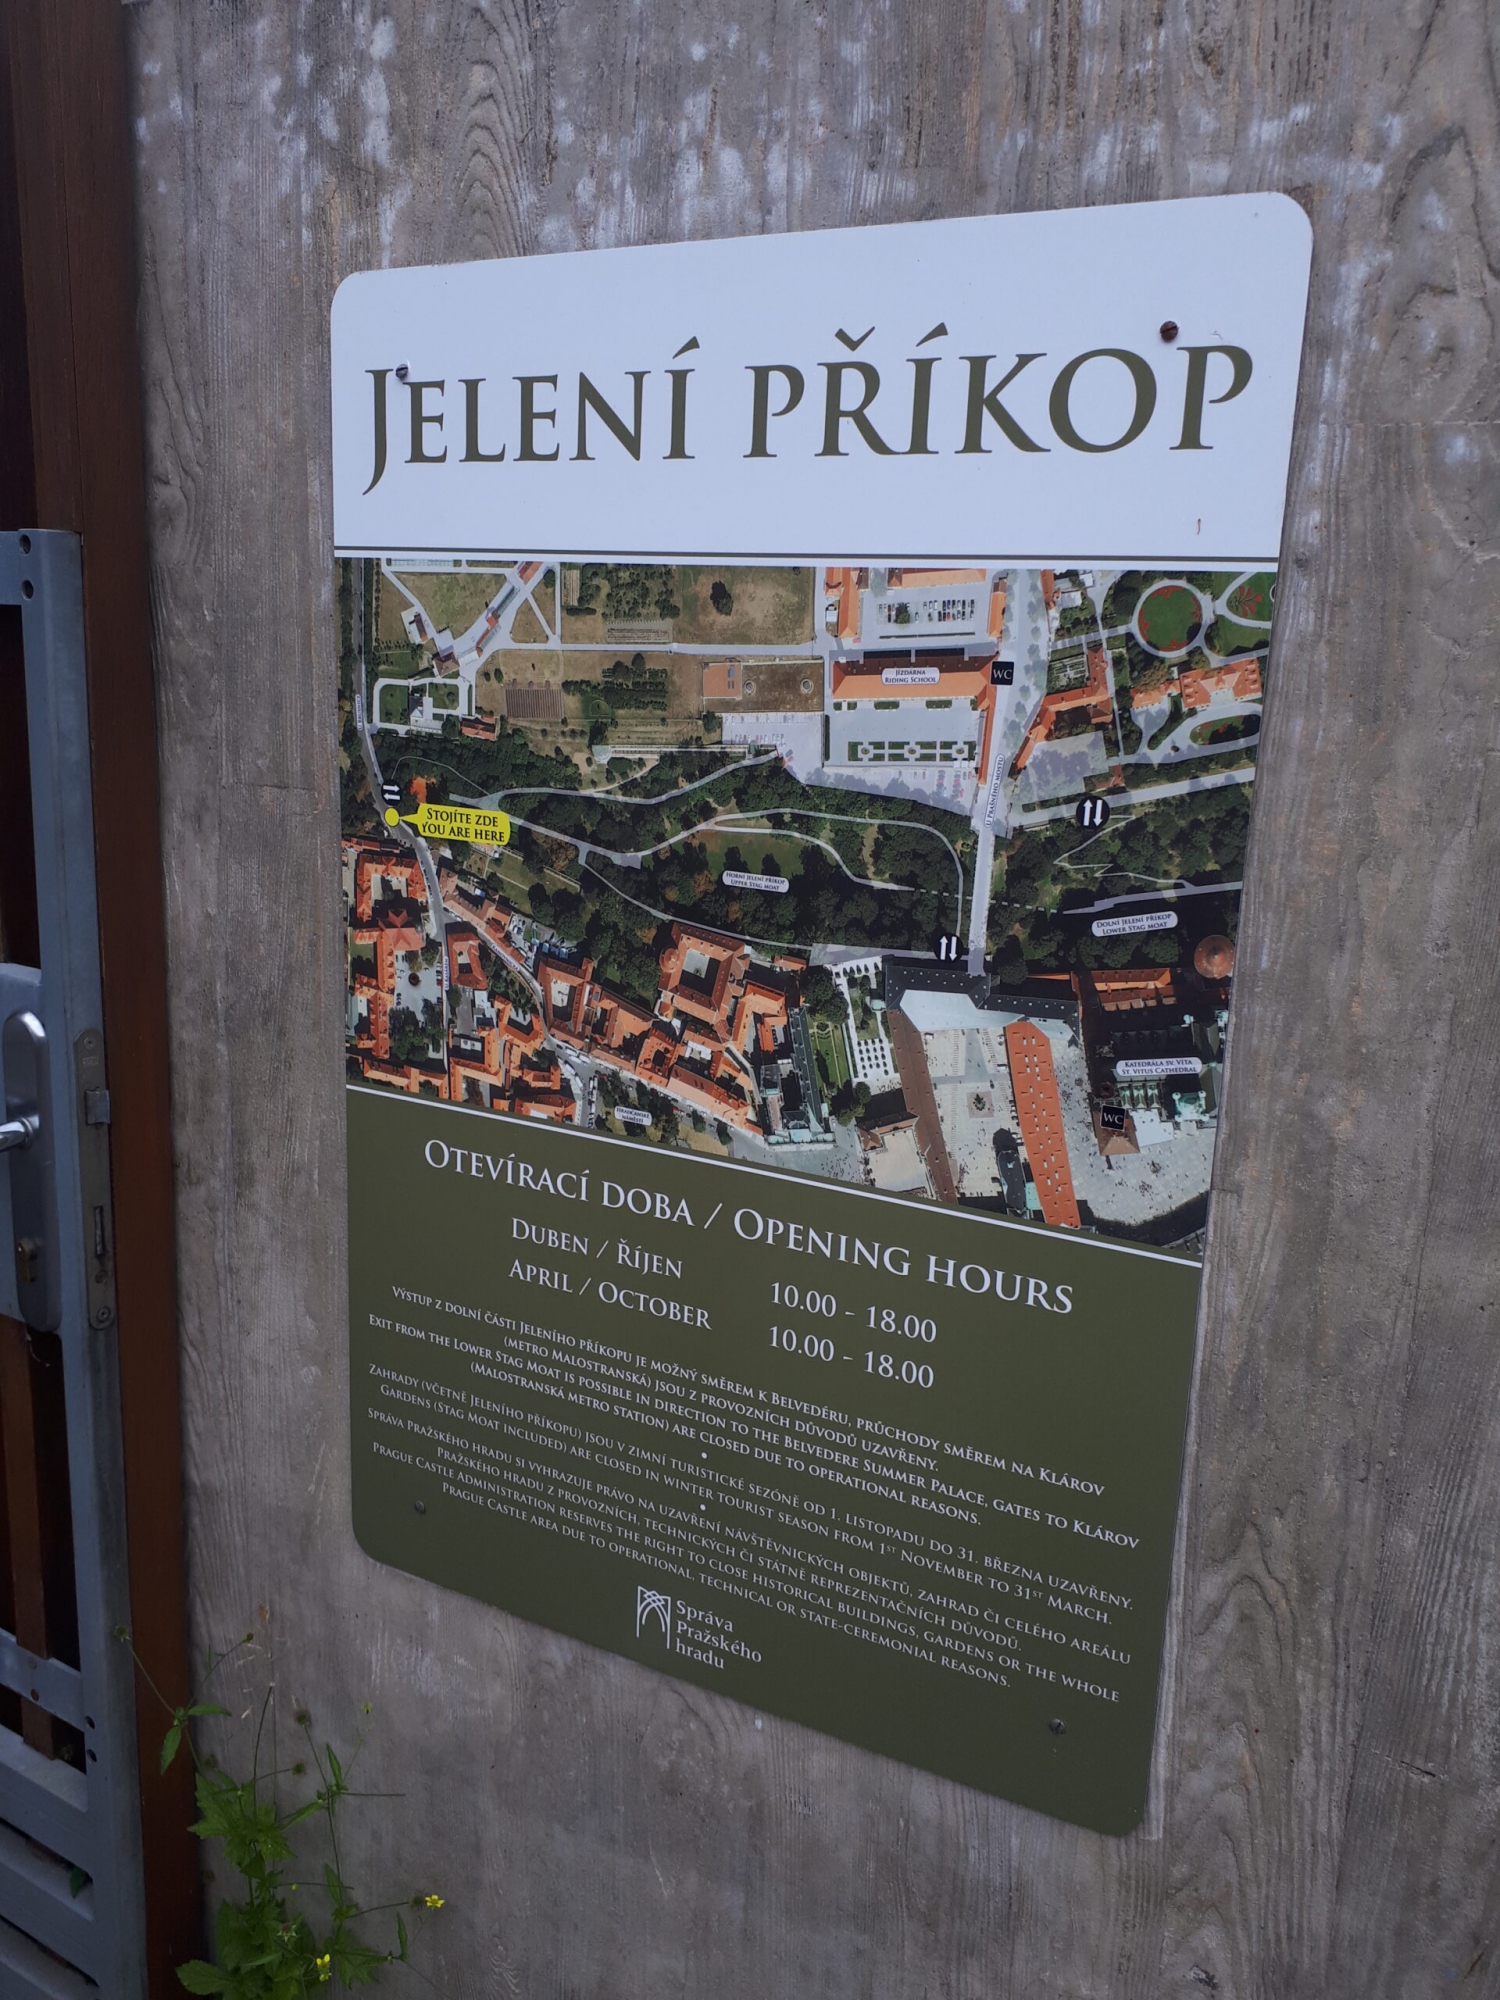 Jelení příkop
Jízdárna
Riding School
WC
U Prašného mostu
Stojíte zde
You are here
Horní Jelení příkop
Upper Stag Moat
Dolní Jelení příkop
Lower Stag Moat
Katedrála sv. Víta
St. Vitus Cathedral
WC
Hradčanské
náměstí
Otevírací doba / Opening hours
Duben / Říjen 10.00 - 18.00
April / October 10.00 - 18.00
Výstup z dolní části Jeleního příkopu je možný směrem k Belvedéru, průchody směrem na Klárov
(metro Malostranská) jsou z provozních důvodů uzavřeny.
Exit from the Lower Stag Moat is possible in direction to the Belvedere Summer Palace, gates to Klárov
(Malostranská metro station) are closed due to operational reasons.
•
Zahrady (včetně Jeleního příkopu) jsou v zimní turistické sezóně od 1. listopadu do 31. března uzavřeny.
Gardens (Stag Moat included) are closed in winter tourist season from 1st November to 31st March.
•
Správa Pražského hradu si vyhrazuje právo na uzavření návštěvnických objektů, zahrad či celého areálu
Pražského hradu z provozních, technických či státně reprezentačních důvodů.
Prague Castle Administration reserves the right to close historical buildings, gardens or the whole
Prague Castle area due to operational, technical or state-ceremonial reasons.
Správa
Pražského
hradu